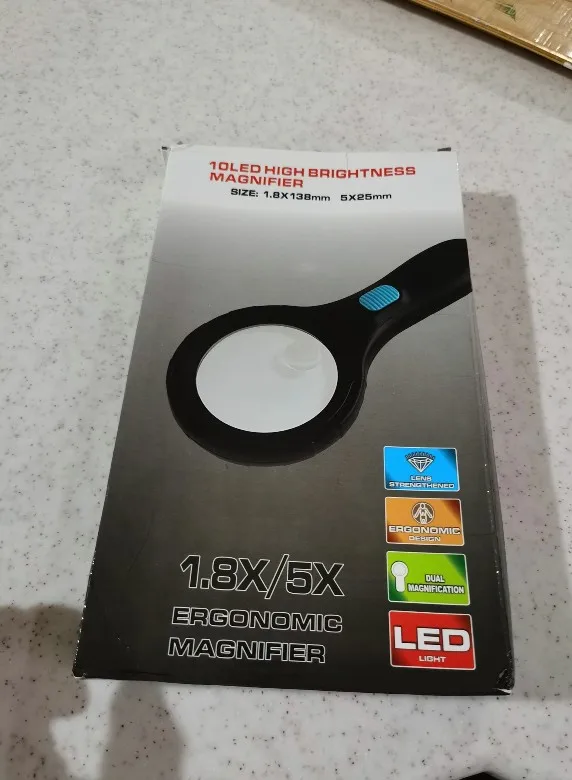 10LED HIGH BRIGHTNESS
MAGNIFIER
SIZE: 1.8X138mm 5X25mm
LENS
STRENGTHENED
ERGONOMIC
DESIGN
DUAL
MAGNIFICATION
1.8X/5X
ERGONOMIC
MAGNIFIER
LED
LIGHT